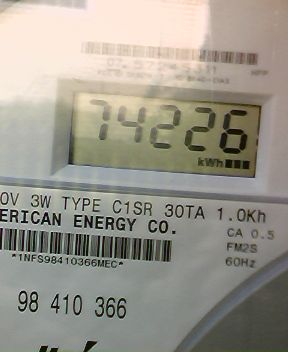 74226
kWh
0V 3W TYPE C1SR 30TA 1.0Kh
ERICAN ENERGY CO.
CA 0.5
FM2S
60Hz
*1NFS98410366MEC*
98 410 366